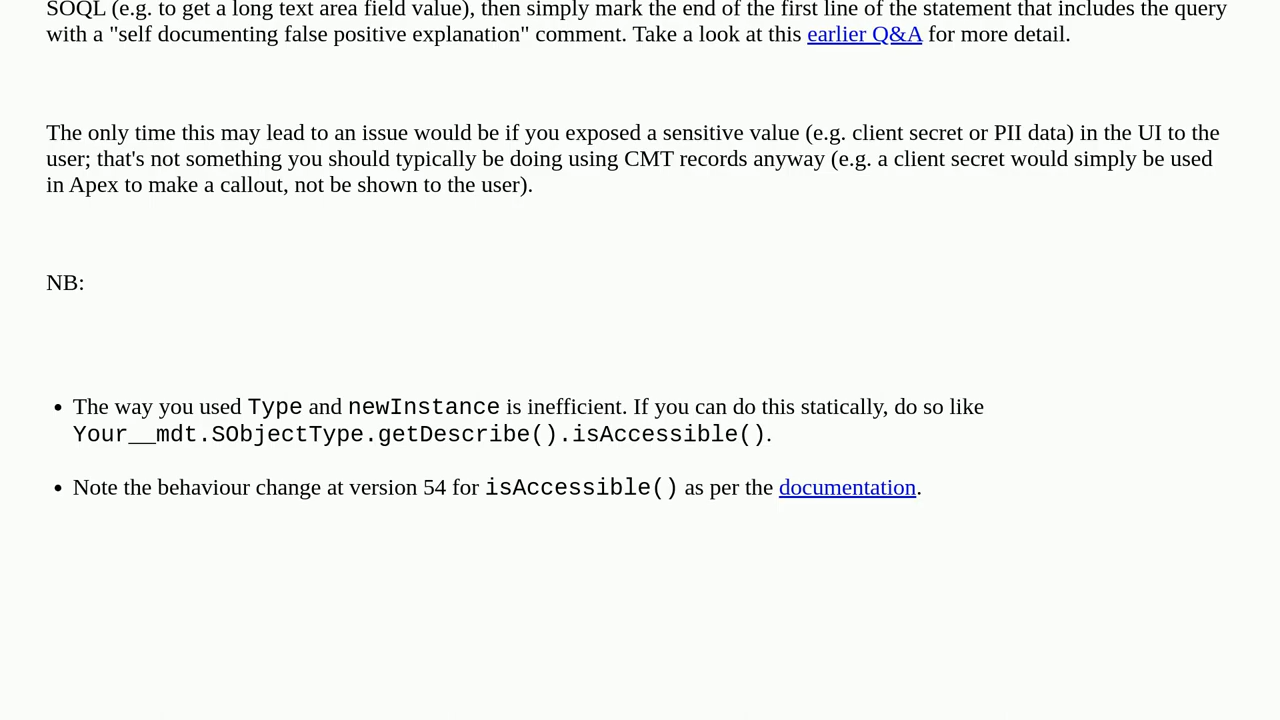 SOQL (e.g. to get a long text area field value), then simply mark the end of the first line of the statement that includes the query
with a "self documenting false positive explanation" comment. Take a look at this earlier Q&A for more detail.
The only time this may lead to an issue would be if you exposed a sensitive value (e.g. client secret or PII data) in the UI to the
user; that's not something you should typically be doing using CMT records anyway (e.g. a client secret would simply be used
in Apex to make a callout, not be shown to the user).
NB:
• The way you used Type and newInstance is inefficient. If you can do this statically, do so like
Your__mdt.SObjectType.getDescribe().isAccessible().
• Note the behaviour change at version 54 for isAccessible() as per the documentation.